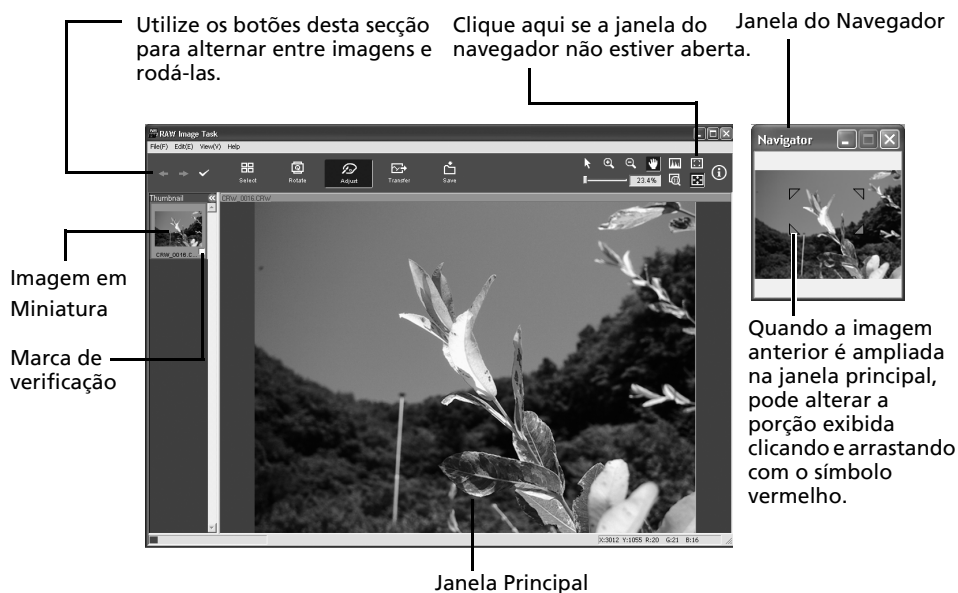 Utilize os botões desta secção
para alternar entre imagens e
rodá-las.
Clique aqui se a janela do
navegador não estiver aberta.
Janela do Navegador
RAW Image Task
File(F) Edit(E) View(V) Help
Select Rotate Adjust Transfer Save
23.4%
Thumbnail
CRW_0016.CRW
CRW_0016.C...
Navigator
Imagem em
Miniatura
Marca de
verificação
Quando a imagem
anterior é ampliada
na janela principal,
pode alterar a
porção exibida
clicando e arrastando
com o símbolo
vermelho.
X:3012 Y:1055 R:20 G:21 B:16
Janela Principal